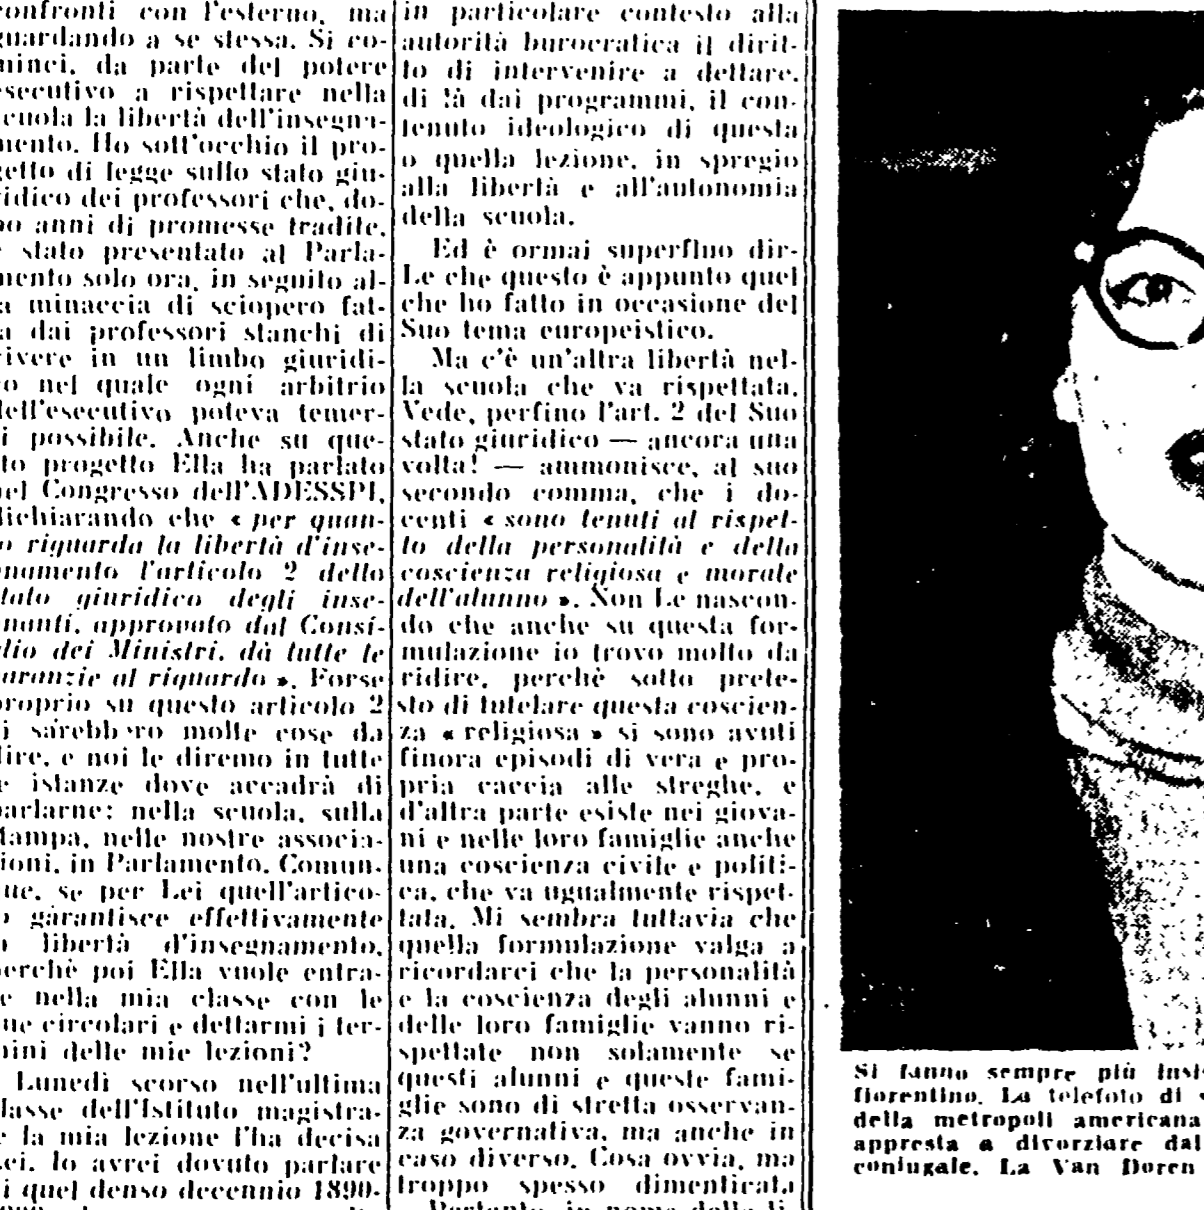 confronti con l'esterno, ma
guardando a se stessa. Si co-
minci, da parte del potere
esecutivo a rispettare nella
scuola la libertà dell'insegna-
mento. Ho sott'occhio il pro-
getto di legge sullo stato giu-
ridico dei professori che, do-
po anni di promesse tradite,
è stato presentato al Parla-
mento solo ora, in seguito al-
la minaccia di sciopero fat-
ta dai professori stanchi di
vivere in un limbo giuridi-
co nel quale ogni arbitrio
dell'esecutivo poteva temer-
si possibile. Anche su que-
sto progetto Ella ha parlato
nel Congresso dell'ADESSPI,
dichiarando che « per quan-
to riguarda la libertà d'inse-
gnamento l'articolo 2 dello
stato giuridico degli inse-
gnanti, approvato dal Consi-
glio dei Ministri, dà tutte le
garanzie al riguardo ». Forse
proprio su questo articolo 2
ci sarebbero molte cose da
dire, e noi le diremo in tutte
le istanze dove accadrà di
parlarne: nella scuola, sulla
stampa, nelle nostre associa-
zioni, in Parlamento. Comun-
que, se per Lei quell'artico-
lo garantisce effettivamente
la libertà d'insegnamento,
perchè poi Ella vuole entra-
re nella mia classe con le
sue circolari e dettarmi i ter-
mini delle mie lezioni?
Lunedì scorso nell'ultima
classe dell'Istituto magistra-
le la mia lezione l'ha decisa
Lei. Io avrei dovuto parlare
di quel denso decennio 1890-
in particolare contesto alla
autorità burocratica il dirit-
to di intervenire a dettare,
di là dai programmi, il con-
tenuto ideologico di questa
o quella lezione, in spregio
alla libertà e all'autonomia
della scuola.
Ed è ormai superfluo dir-
Le che questo è appunto quel
che ho fatto in occasione del
Suo tema europeistico.
Ma c'è un'altra libertà nel-
la scuola che va rispettata.
Vede, perfino l'art. 2 del Suo
stato giuridico — ancora una
volta! — ammonisce, al suo
secondo comma, che i do-
centi « sono tenuti al rispet-
to della personalità e della
coscienza religiosa e morale
dell'alunno ». Non Le nascon-
do che anche su questa for-
mulazione io trovo molto da
ridire, perchè sotto prete-
sto di tutelare questa coscien-
za « religiosa » si sono avuti
finora episodi di vera e pro-
pria caccia alle streghe, e
d'altra parte esiste nei giova-
ni e nelle loro famiglie anche
una coscienza civile e politi-
ca, che va ugualmente rispet-
tata. Mi sembra tuttavia che
quella formulazione valga a
ricordarci che la personalità
e la coscienza degli alunni e
delle loro famiglie vanno ri-
spettate non solamente se
questi alunni e queste fami-
glie sono di stretta osservan-
za governativa, ma anche in
caso diverso. Cosa ovvia, ma
troppo spesso dimenticata
Pertanto, in nome della li-
Si fanno sempre più insis
fiorentino. La telefoto di
della metropoli americana
appresta a divorziare dal
coniugale. La Van Doren